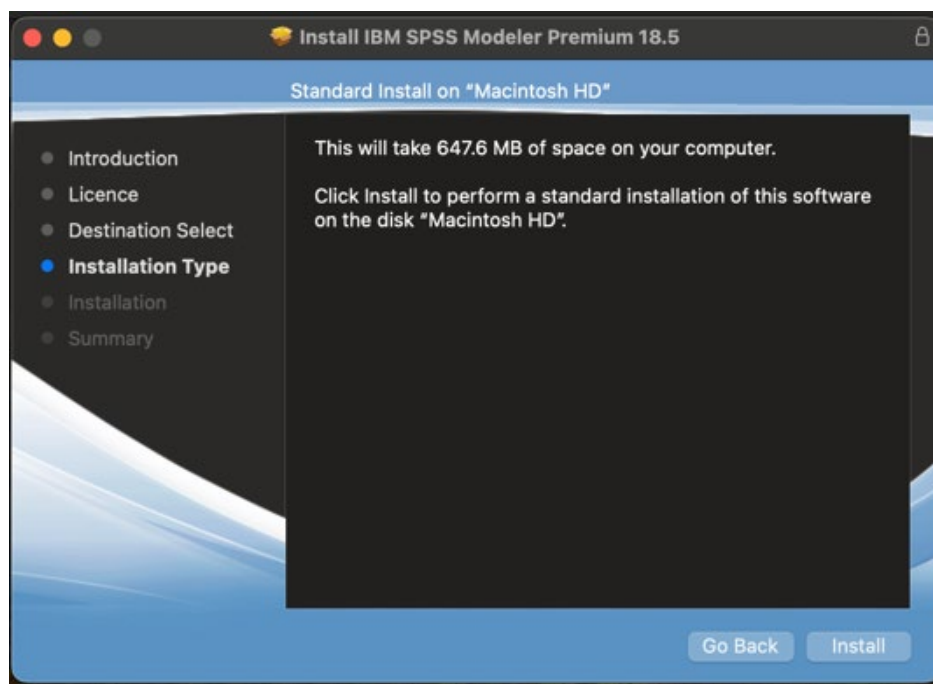 Install IBM SPSS Modeler Premium 18.5
Standard Install on “Macintosh HD”
Introduction
Licence
Destination Select
Installation Type
Installation
Summary
This will take 647.6 MB of space on your computer.
Click Install to perform a standard installation of this software
on the disk “Macintosh HD”.
Go Back
Install